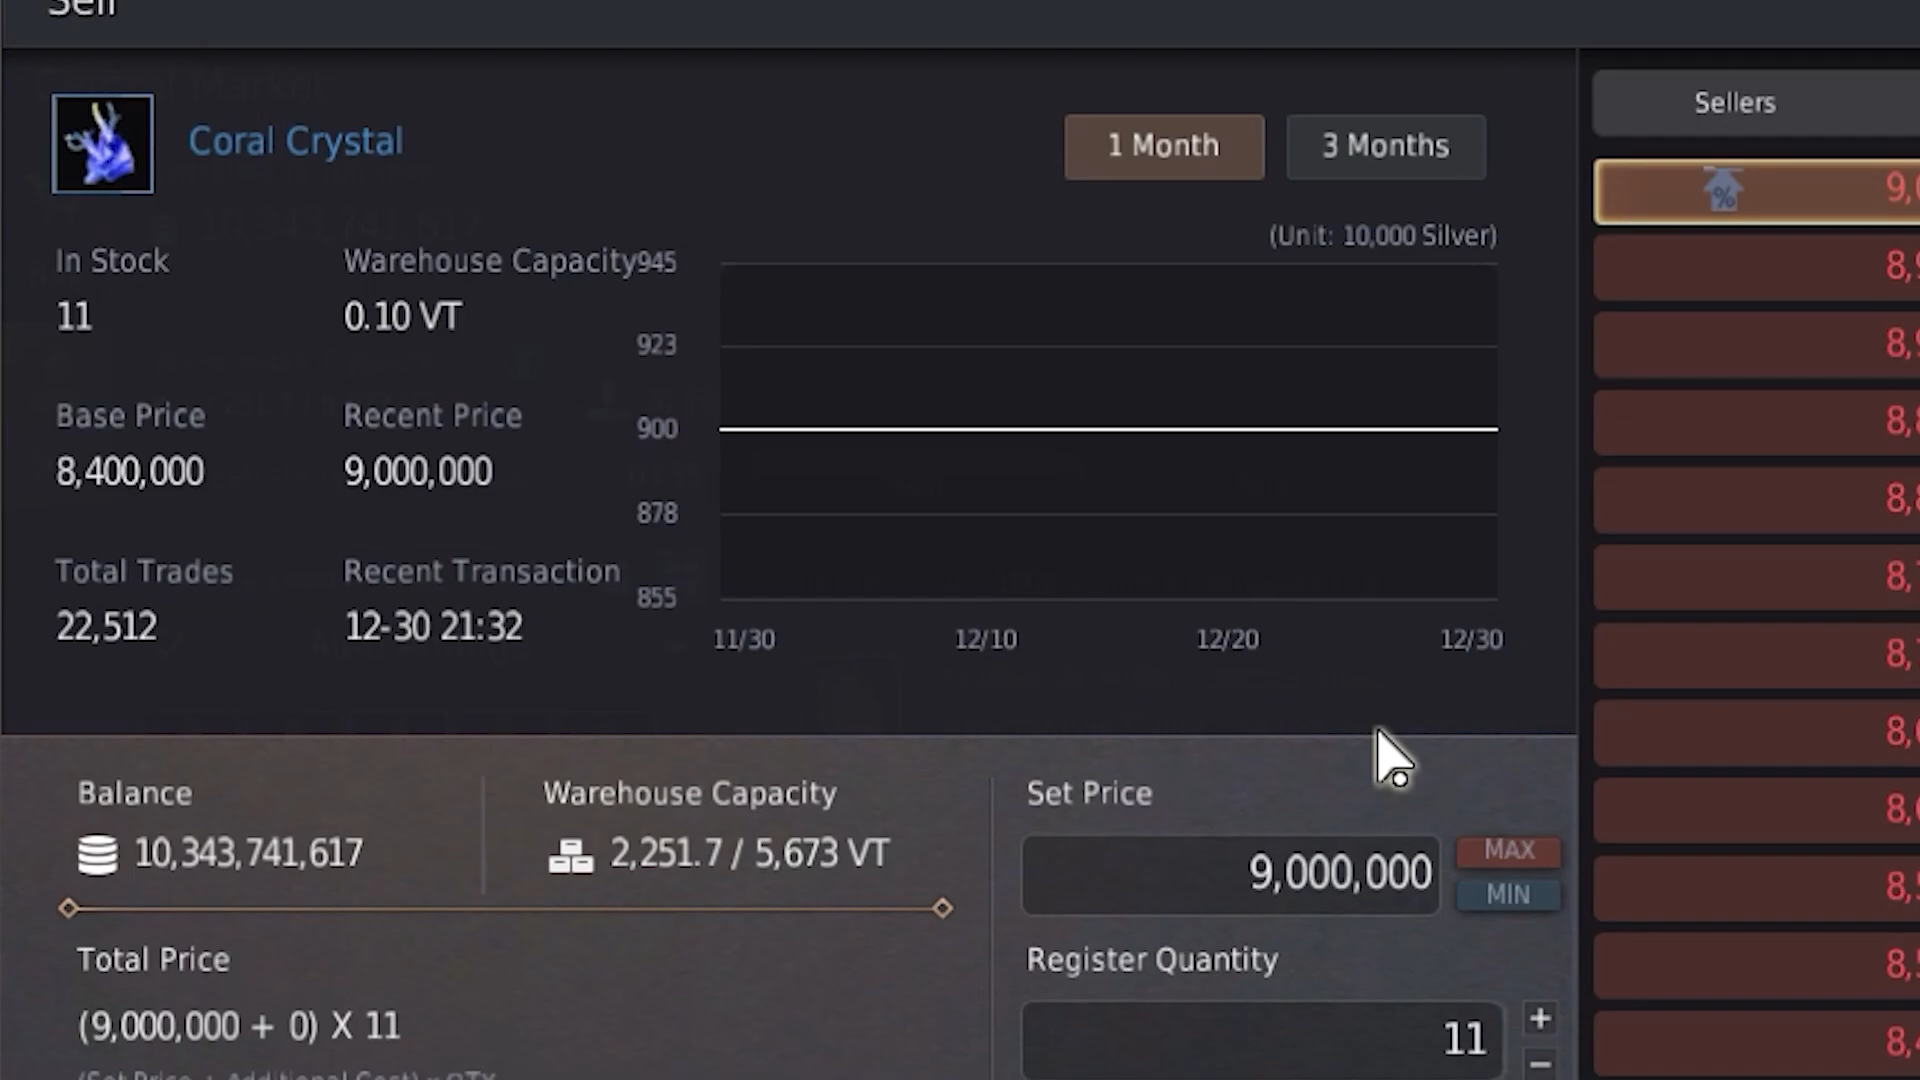 Sell
Coral Crystal
1 Month
3 Months
Sellers
(Unit: 10,000 Silver)
In Stock
11
Warehouse Capacity
0.10 VT
Base Price
8,400,000
Recent Price
9,000,000
Total Trades
22,512
Recent Transaction
12-30 21:32
945
923
900
878
855
11/30
12/10
12/20
12/30
Balance
10,343,741,617
Warehouse Capacity
2,251.7 / 5,673 VT
Total Price
(9,000,000 + 0) X 11
Set Price
9,000,000
MAX
MIN
Register Quantity
11
+
−
%